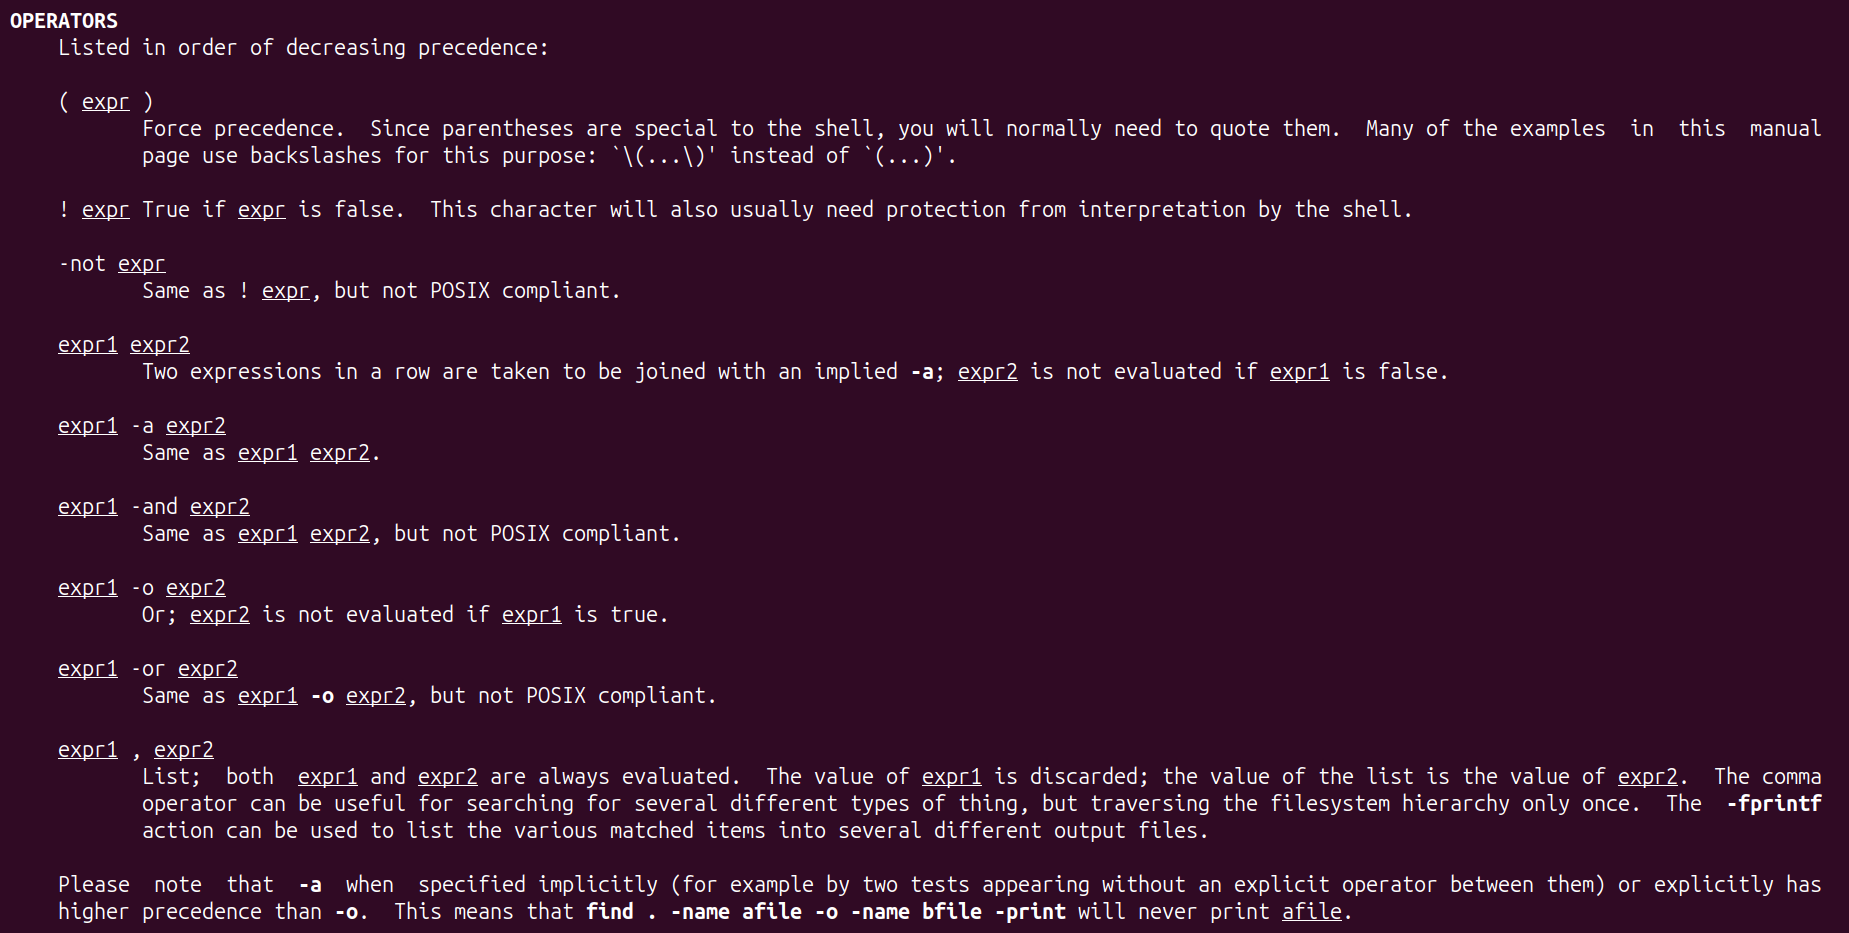 OPERATORS
Listed in order of decreasing precedence:
( expr )
Force precedence.  Since parentheses are special to the shell, you will normally need to quote them.  Many of the examples  in  this  manual
page use backslashes for this purpose: `\(...\)' instead of `(...)'.
! expr True if expr is false.  This character will also usually need protection from interpretation by the shell.
-not expr
Same as ! expr, but not POSIX compliant.
expr1 expr2
Two expressions in a row are taken to be joined with an implied -a; expr2 is not evaluated if expr1 is false.
expr1 -a expr2
Same as expr1 expr2.
expr1 -and expr2
Same as expr1 expr2, but not POSIX compliant.
expr1 -o expr2
Or; expr2 is not evaluated if expr1 is true.
expr1 -or expr2
Same as expr1 -o expr2, but not POSIX compliant.
expr1 , expr2
List;  both  expr1 and expr2 are always evaluated.  The value of expr1 is discarded; the value of the list is the value of expr2.  The comma
operator can be useful for searching for several different types of thing, but traversing the filesystem hierarchy only once.  The  -fprintf
action can be used to list the various matched items into several different output files.
Please  note  that  -a  when  specified implicitly (for example by two tests appearing without an explicit operator between them) or explicitly has
higher precedence than -o.  This means that find . -name afile -o -name bfile -print will never print afile.